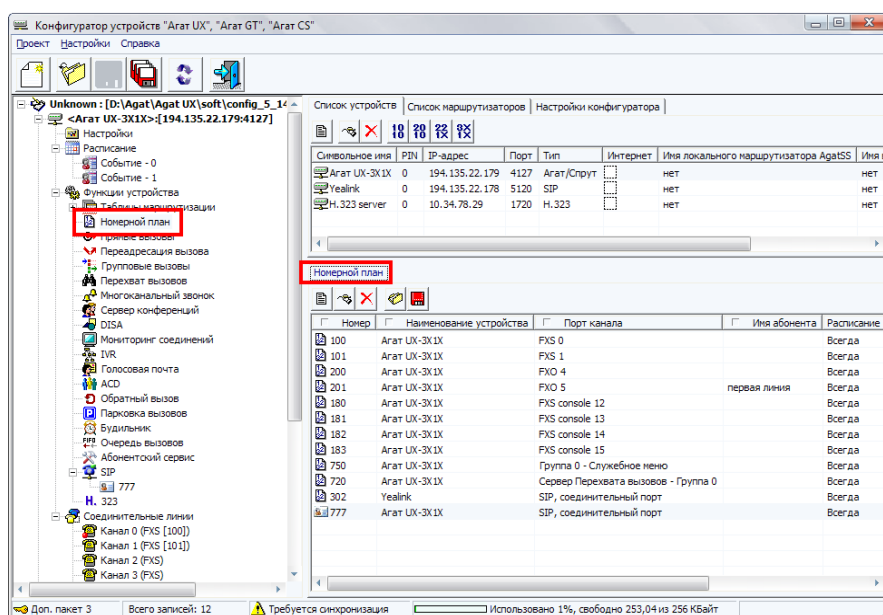 Конфигуратор устройств "Агат UX", "Агат GT", "Агат CS"
Проект Настройки Справка
Unknown : [D:\Agat\Agat UX\soft\config_5_14
<Агат UX-3X1X>:[194.135.22.179:4127]
Настройки
Расписание
Событие - 0
Событие - 1
Функции устройства
Таблицы маршрутизации
Номерной план
Прямые вызовы
Переадресация вызова
Групповые вызовы
Перехват вызовов
Многоканальный звонок
Сервер конференций
DISA
Мониторинг соединений
IVR
Голосовая почта
ACD
Обратный вызов
Парковка вызовов
Будильник
Очередь вызовов
Абонентский сервис
SIP
777
H. 323
Соединительные линии
Канал 0 (FXS [100])
Канал 1 (FXS [101])
Канал 2 (FXS)
Канал 3 (FXS)
Список устройств Список маршрутизаторов Настройки конфигуратора
Символьное имя PIN IP-адрес Порт Тип Интернет Имя локального маршрутизатора AgatSS Имя
Агат UX-3X1X 0 194.135.22.179 4127 Агат/Спрут нет нет
Yealink 0 194.135.22.178 5120 SIP нет нет
H.323 server 0 10.34.78.29 1720 H.323 нет нет
Номерной план
Номер Наименование устройства Порт канала Имя абонента Расписание
100 Агат UX-3X1X FXS 0 Всегда
101 Агат UX-3X1X FXS 1 Всегда
200 Агат UX-3X1X FXO 4 Всегда
201 Агат UX-3X1X FXO 5 первая линия Всегда
180 Агат UX-3X1X FXS console 12 Всегда
181 Агат UX-3X1X FXS console 13 Всегда
182 Агат UX-3X1X FXS console 14 Всегда
183 Агат UX-3X1X FXS console 15 Всегда
750 Агат UX-3X1X Группа 0 - Служебное меню Всегда
720 Агат UX-3X1X Сервер Перехвата вызовов - Группа 0 Всегда
302 Yealink SIP, соединительный порт Всегда
777 Агат UX-3X1X SIP, соединительный порт Всегда
Доп. пакет 3 Всего записей: 12 Требуется синхронизация Использовано 1%, свободно 253,04 из 256 КБайт